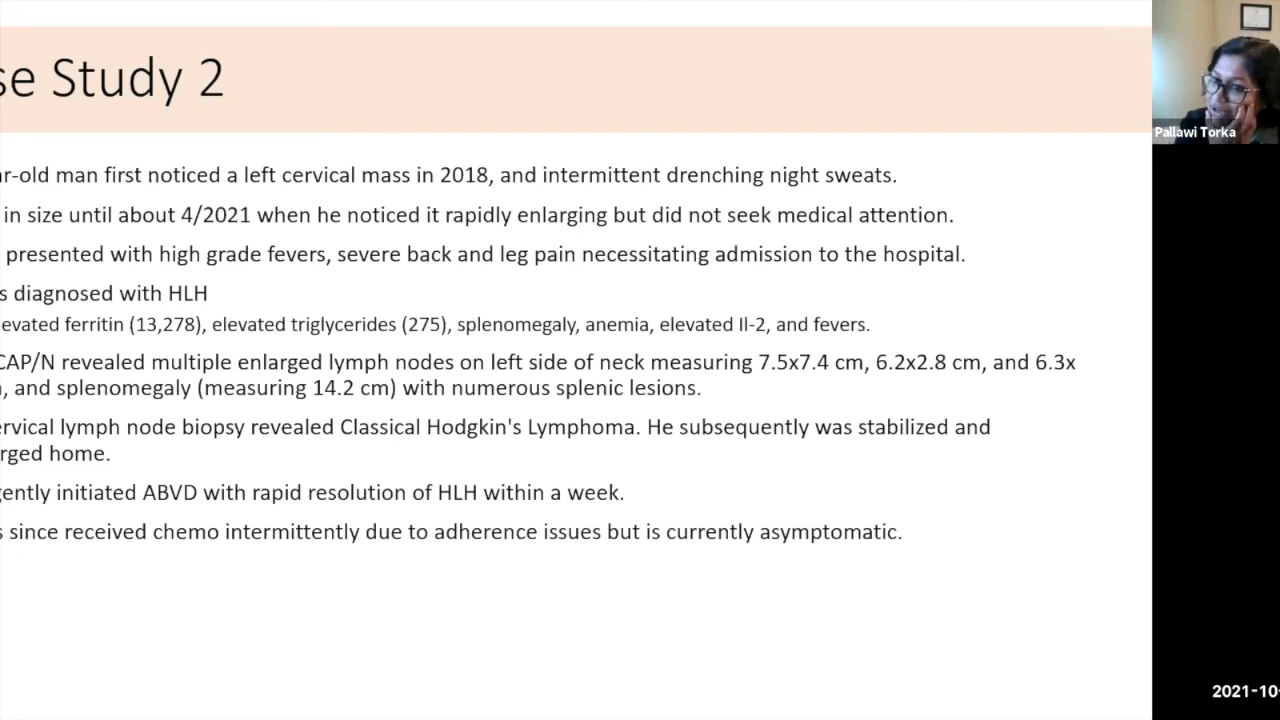 se Study 2
r-old man first noticed a left cervical mass in 2018, and intermittent drenching night sweats.
in size until about 4/2021 when he noticed it rapidly enlarging but did not seek medical attention.
presented with high grade fevers, severe back and leg pain necessitating admission to the hospital.
s diagnosed with HLH
evated ferritin (13,278), elevated triglycerides (275), splenomegaly, anemia, elevated Il-2, and fevers.
CAP/N revealed multiple enlarged lymph nodes on left side of neck measuring 7.5x7.4 cm, 6.2x2.8 cm, and 6.3x
, and splenomegaly (measuring 14.2 cm) with numerous splenic lesions.
ervical lymph node biopsy revealed Classical Hodgkin's Lymphoma. He subsequently was stabilized and
rged home.
gently initiated ABVD with rapid resolution of HLH within a week.
s since received chemo intermittently due to adherence issues but is currently asymptomatic.
Pallawi Torka
2021-10-